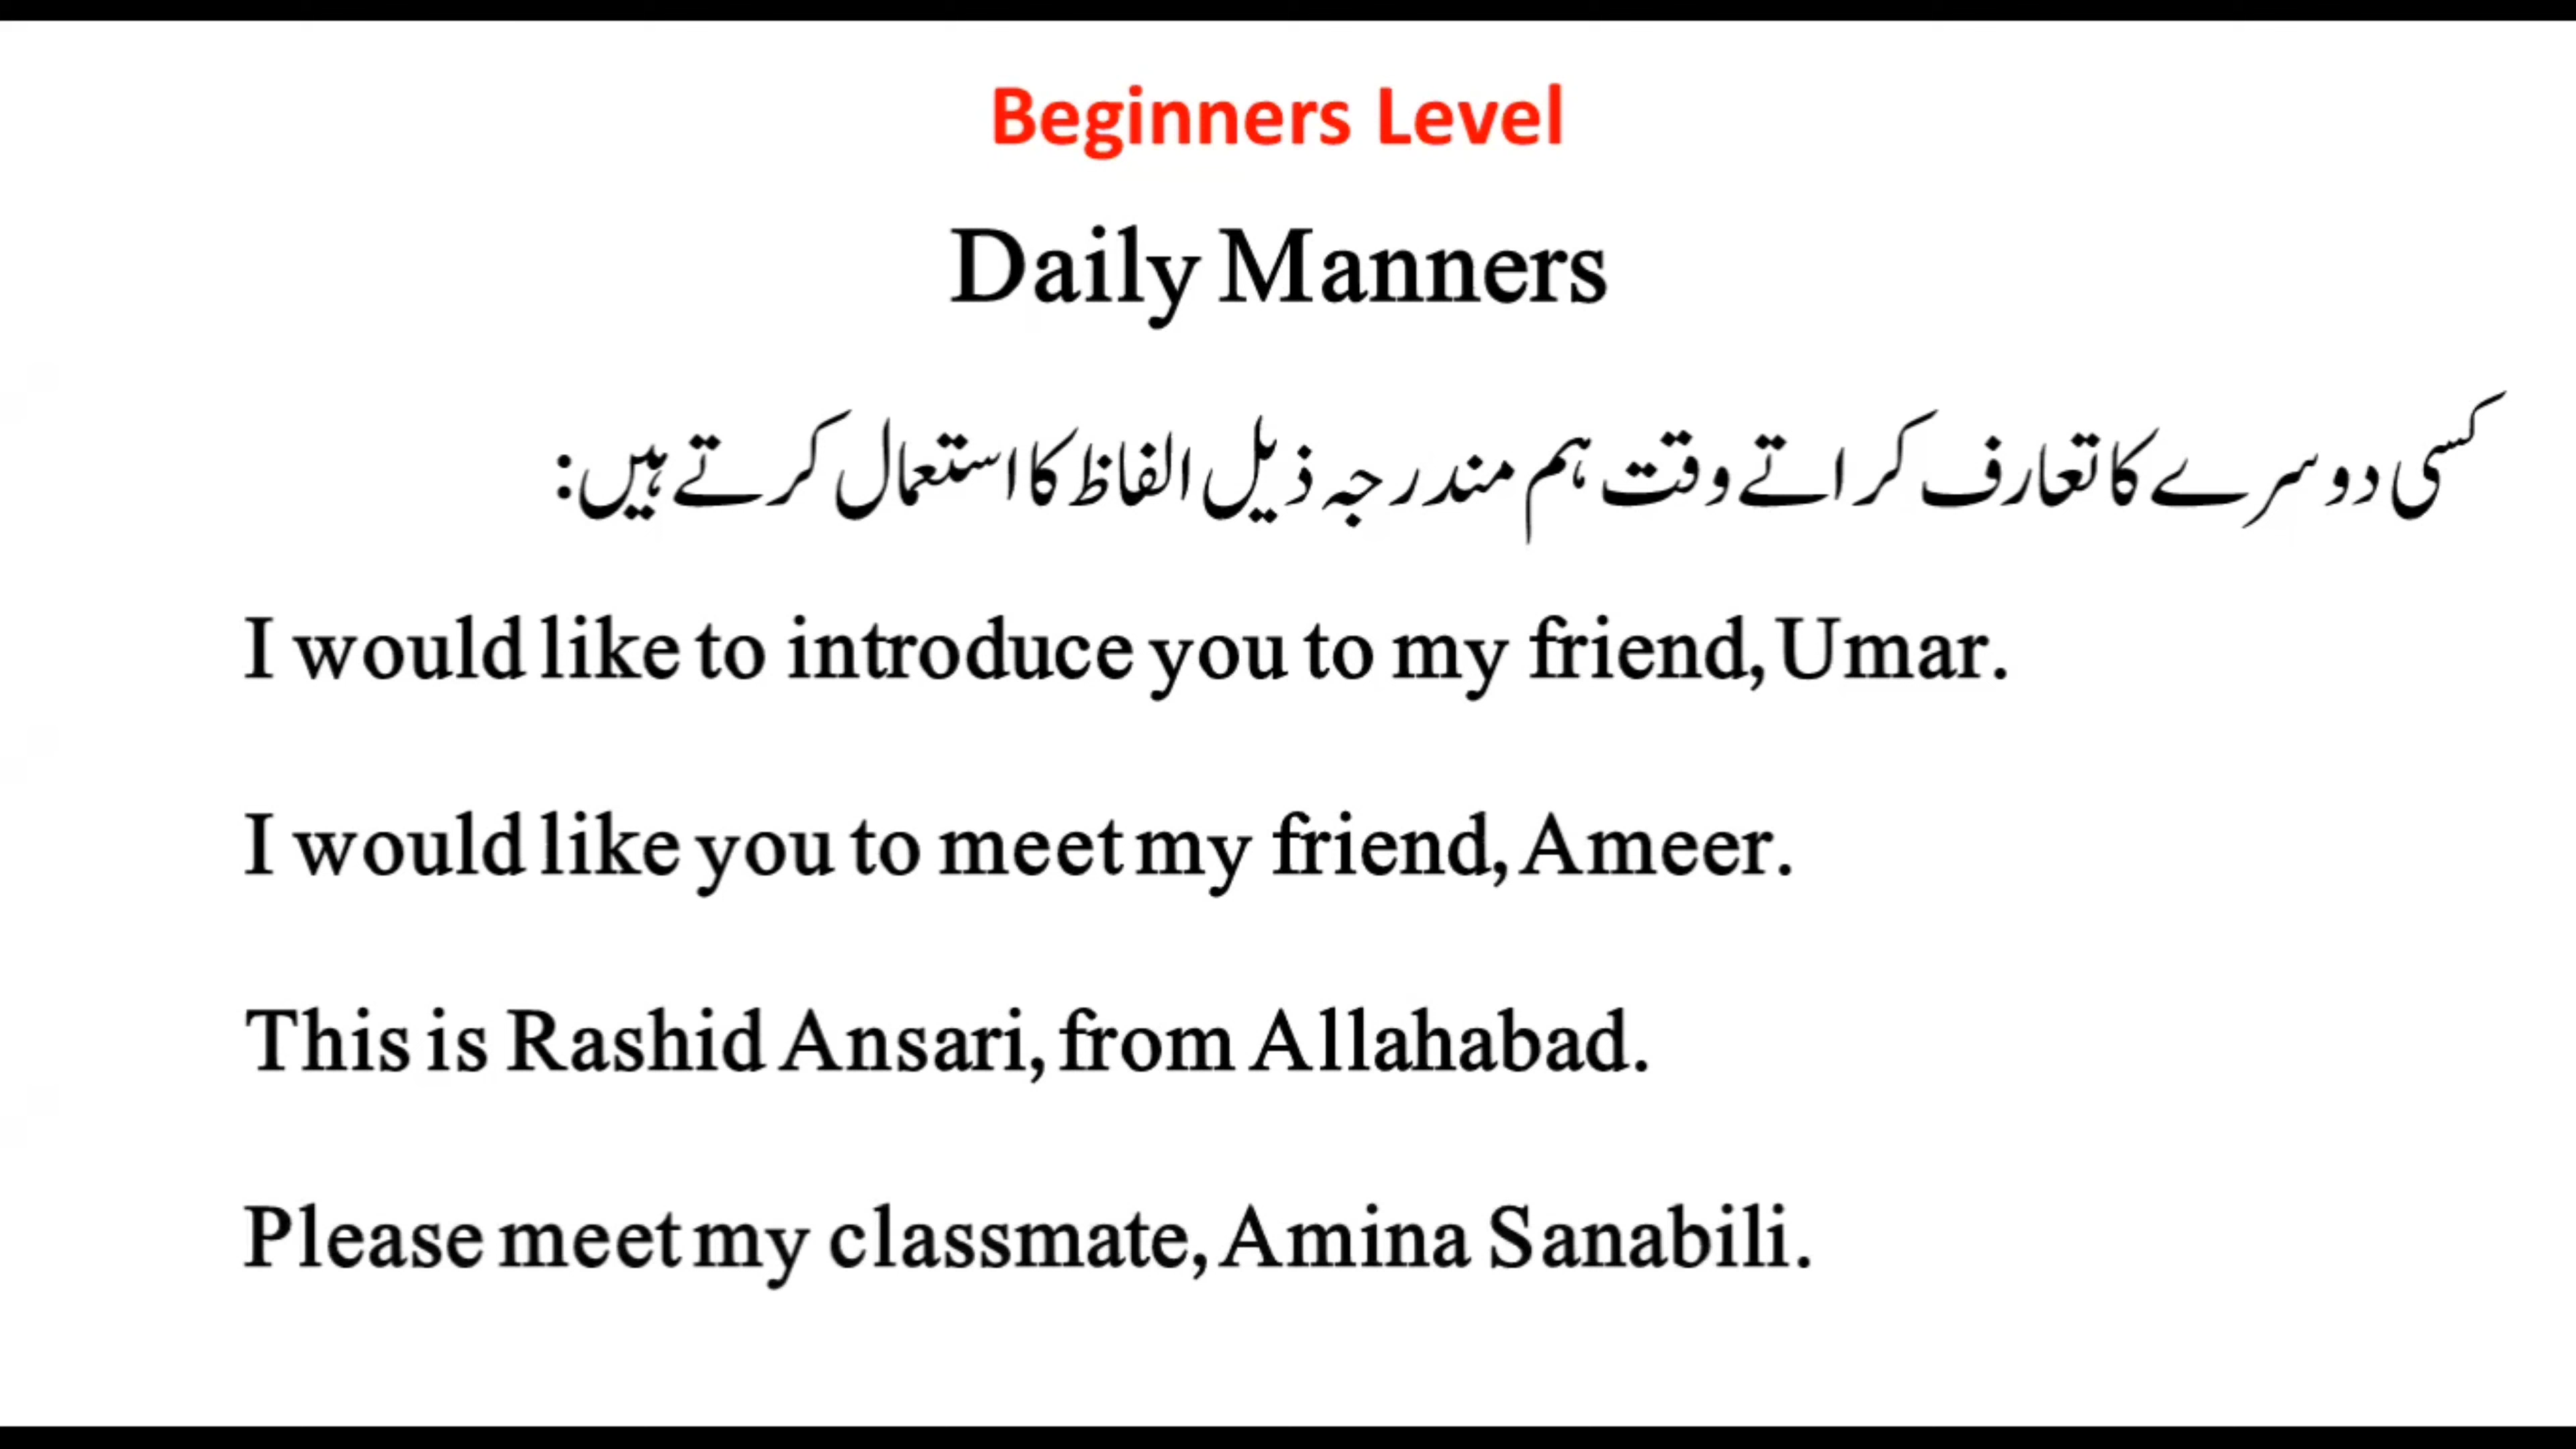 Beginners Level
Daily Manners
کسی دوسرے کا تعارف کراتے وقت ہم مندرجہ ذیل الفاظ کا استعمال کرتے ہیں:
I would like to introduce you to my friend, Umar.
I would like you to meet my friend, Ameer.
This is Rashid Ansari, from Allahabad.
Please meet my classmate, Amina Sanabili.